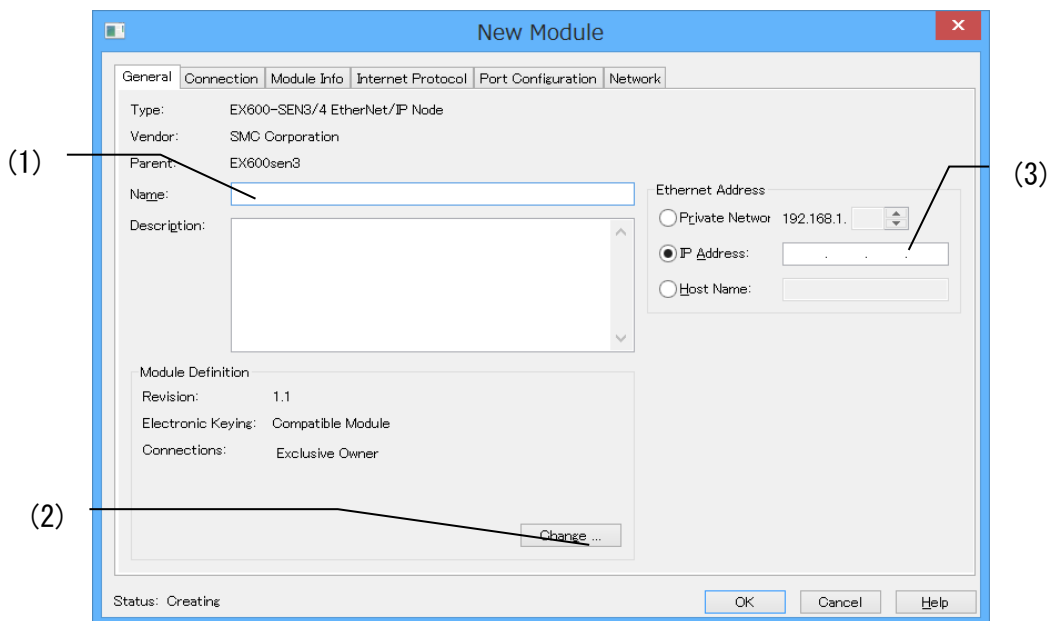 New Module
General Connection Module Info Internet Protocol Port Configuration Network
Type: EX600-SEN3/4 EtherNet/IP Node
Vendor: SMC Corporation
(1)
Parent: EX600sen3
(3)
Name:
Ethernet Address
Description:
Private Networ 192.168.1.
IP Address: . . .
Host Name:
Module Definition
Revision: 1.1
Electronic Keying: Compatible Module
Connections: Exclusive Owner
(2)
Change ...
Status: Creating
OK Cancel Help